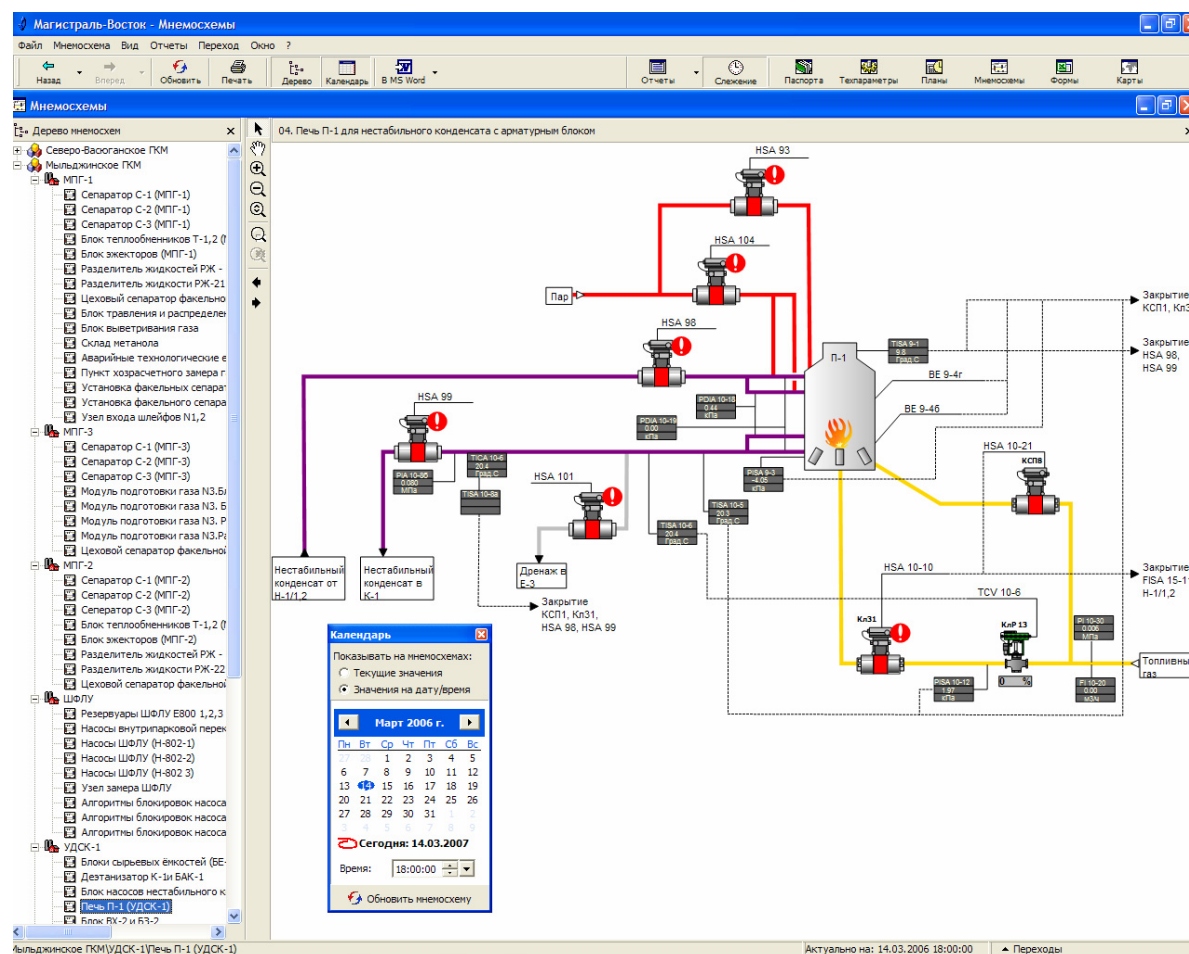 Магистраль-Восток - Мнемосхемы
Файл Мнемосхема Вид Отчеты Переход Окно ?
Назад Вперед Обновить Печать Дерево Календарь В MS Word Отчеты Слежение Паспорта Техпараметры Планы Мнемосхемы Формы Карты
Мнемосхемы
Дерево мнемосхем
04. Печь П-1 для нестабильного конденсата с арматурным блоком
Северо-Васюганское ГКМ
Мыльджинское ГКМ
МПГ-1
Сепаратор С-1 (МПГ-1)
Сепаратор С-2 (МПГ-1)
Сепаратор С-3 (МПГ-1)
Блок теплообменников Т-1,2 (
Блок эжекторов (МПГ-1)
Разделитель жидкостей РЖ -
Разделитель жидкости РЖ-21
Цеховый сепаратор факельно
Блок травления и распределен
Блок выветривания газа
Склад метанола
Аварийные технологические е
Пункт хозрасчетного замера г
Установка факельных сепарат
Установка факельного сепара
Узел входа шлейфов N1,2
МПГ-3
Сепаратор С-1 (МПГ-3)
Сепаратор С-2 (МПГ-3)
Сепаратор С-3 (МПГ-3)
Модуль подготовки газа N3.Бл
Модуль подготовки газа N3. Б
Модуль подготовки газа N3. Р
Модуль подготовки газа N3.Ра
Цеховой сепаратор факельной
МПГ-2
Сепаратор С-1 (МПГ-2)
Сепаратор С-2 (МПГ-2)
Сеператор С-3 (МПГ-2)
Блок теплообменников Т-1,2 (
Блок эжекторов (МПГ-2)
Разделитель жидкостей РЖ -
Разделитель жидкости РЖ-22
Цеховой сепаратор факельной
ШФЛУ
Резервуары ШФЛУ Е800 1,2,3
Насосы внутрипарковой перек
Насосы ШФЛУ (Н-802-1)
Насосы ШФЛУ (Н-802-2)
Насосы ШФЛУ (Н-802 3)
Узел замера ШФЛУ
Алгоритмы блокировок насоса
Алгоритмы блокировок насоса
Алгоритмы блокировок насоса
УДСК-1
Блоки сырьевых ёмкостей (БЕ-
Деэтанизатор К-1и БАК-1
Блок насосов нестабильного к
Печь П-1 (УДСК-1)
Блок ВХ-2 и БЗ-2
HSA 93
HSA 104
Пар
HSA 98
HSA 99
П-1
TISA 9-1
9.8
Град.С
Закрытие
КСП1, Кл3
Закрытие
HSA 98,
HSA 99
BE 9-4г
BE 9-4б
PDIA 10-18
0.44
кПа
PDIA 10-19
0.00
кПа
PIA 10-8б
0.080
МПа
TICA 10-6
20.4
Град.С
TISA 10-8а
HSA 101
PISA 9-3
-4.05
кПа
TISA 10-5
20.3
Град.С
TISA 10-6
20.4
Град.С
HSA 10-21
КСП6
Нестабильный
конденсат от
Н-1/1,2
Нестабильный
конденсат в
К-1
Дренаж в
Е-3
Закрытие
КСП1, Кл31,
HSA 98, HSA 99
HSA 10-10
Закрытие
FISA 15-11
Н-1/1,2
TCV 10-6
Кл31
КлР 13
0 %
PI 10-30
0.006
МПа
FI 10-20
0.00
м3/ч
PISA 10-12
1.97
кПа
Топливный
газ
Календарь
Показывать на мнемосхемах:
Текущие значения
Значения на дату/время
Март 2006 г.
Пн Вт Ср Чт Пт Сб Вс
27 28 1 2 3 4 5
6 7 8 9 10 11 12
13 14 15 16 17 18 19
20 21 22 23 24 25 26
27 28 29 30 31 1 2
3 4 5 6 7 8 9
Сегодня: 14.03.2007
Время: 18:00:00
Обновить мнемосхему
Мыльджинское ГКМ\УДСК-1\Печь П-1 (УДСК-1)
Актуально на: 14.03.2006 18:00:00
Переходы